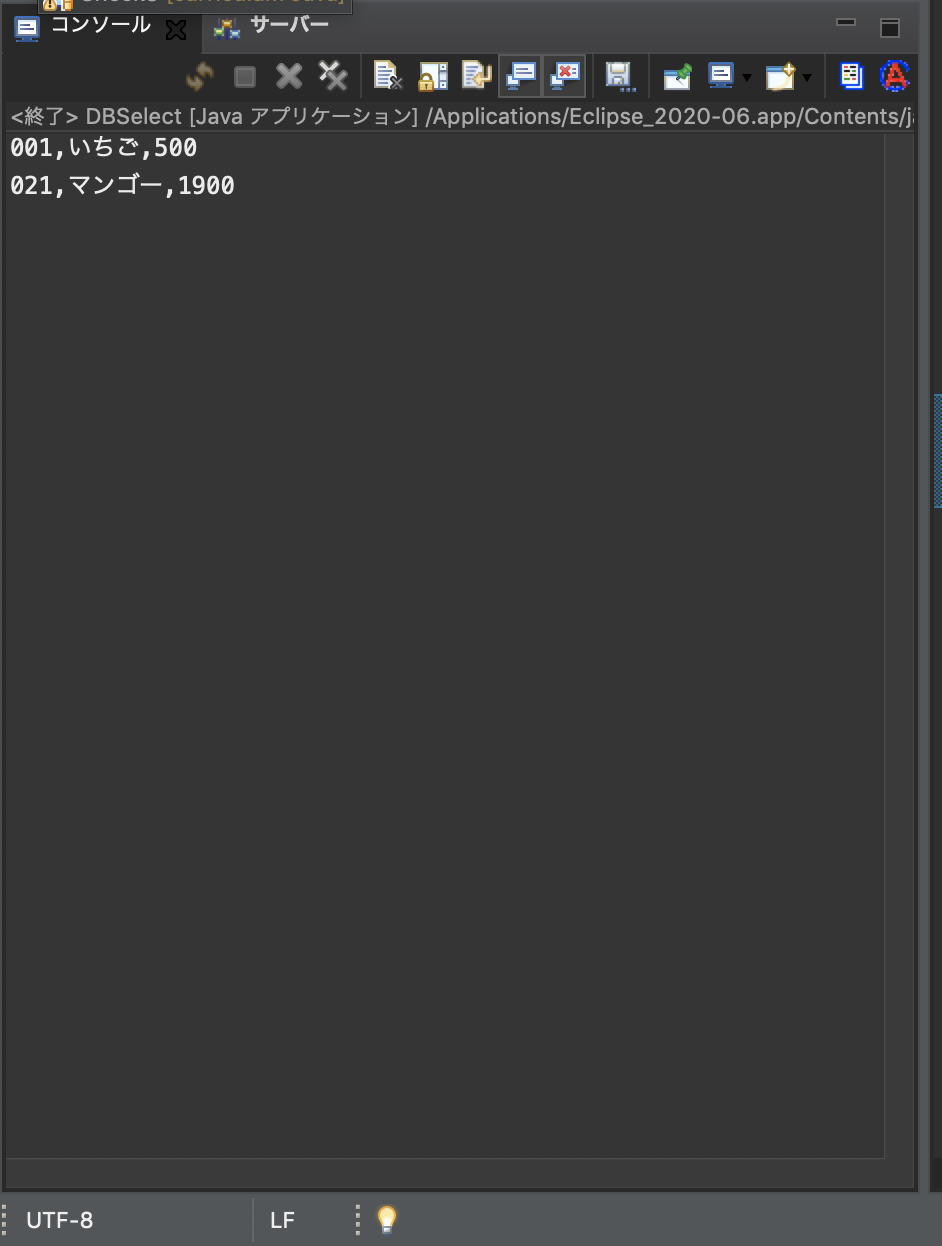 コンソール サーバー
<終了> DBSelect [Java アプリケーション] /Applications/Eclipse_2020-06.app/Contents/
001,いちご,500
021,マンゴー,1900
UTF-8 LF